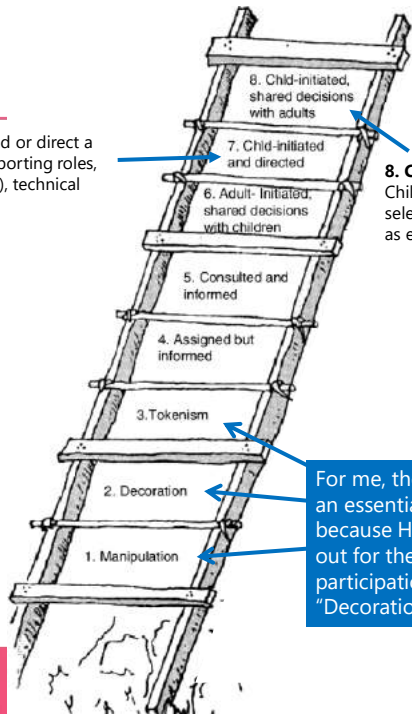 8. Chld-initiated,
shared decisions
with adults
7. Chld-initiated
and directed
6. Adult- Initiated,
shared decisions
with children
5. Consulted and
informed
4. Assigned but
informed
3.Tokenism
2. Decoration
1. Manipulation
d or direct a
porting roles,
), technical
8. C
Chil
sele
as e
For me, th
an essentia
because H
out for the
participatio
"Decoratio